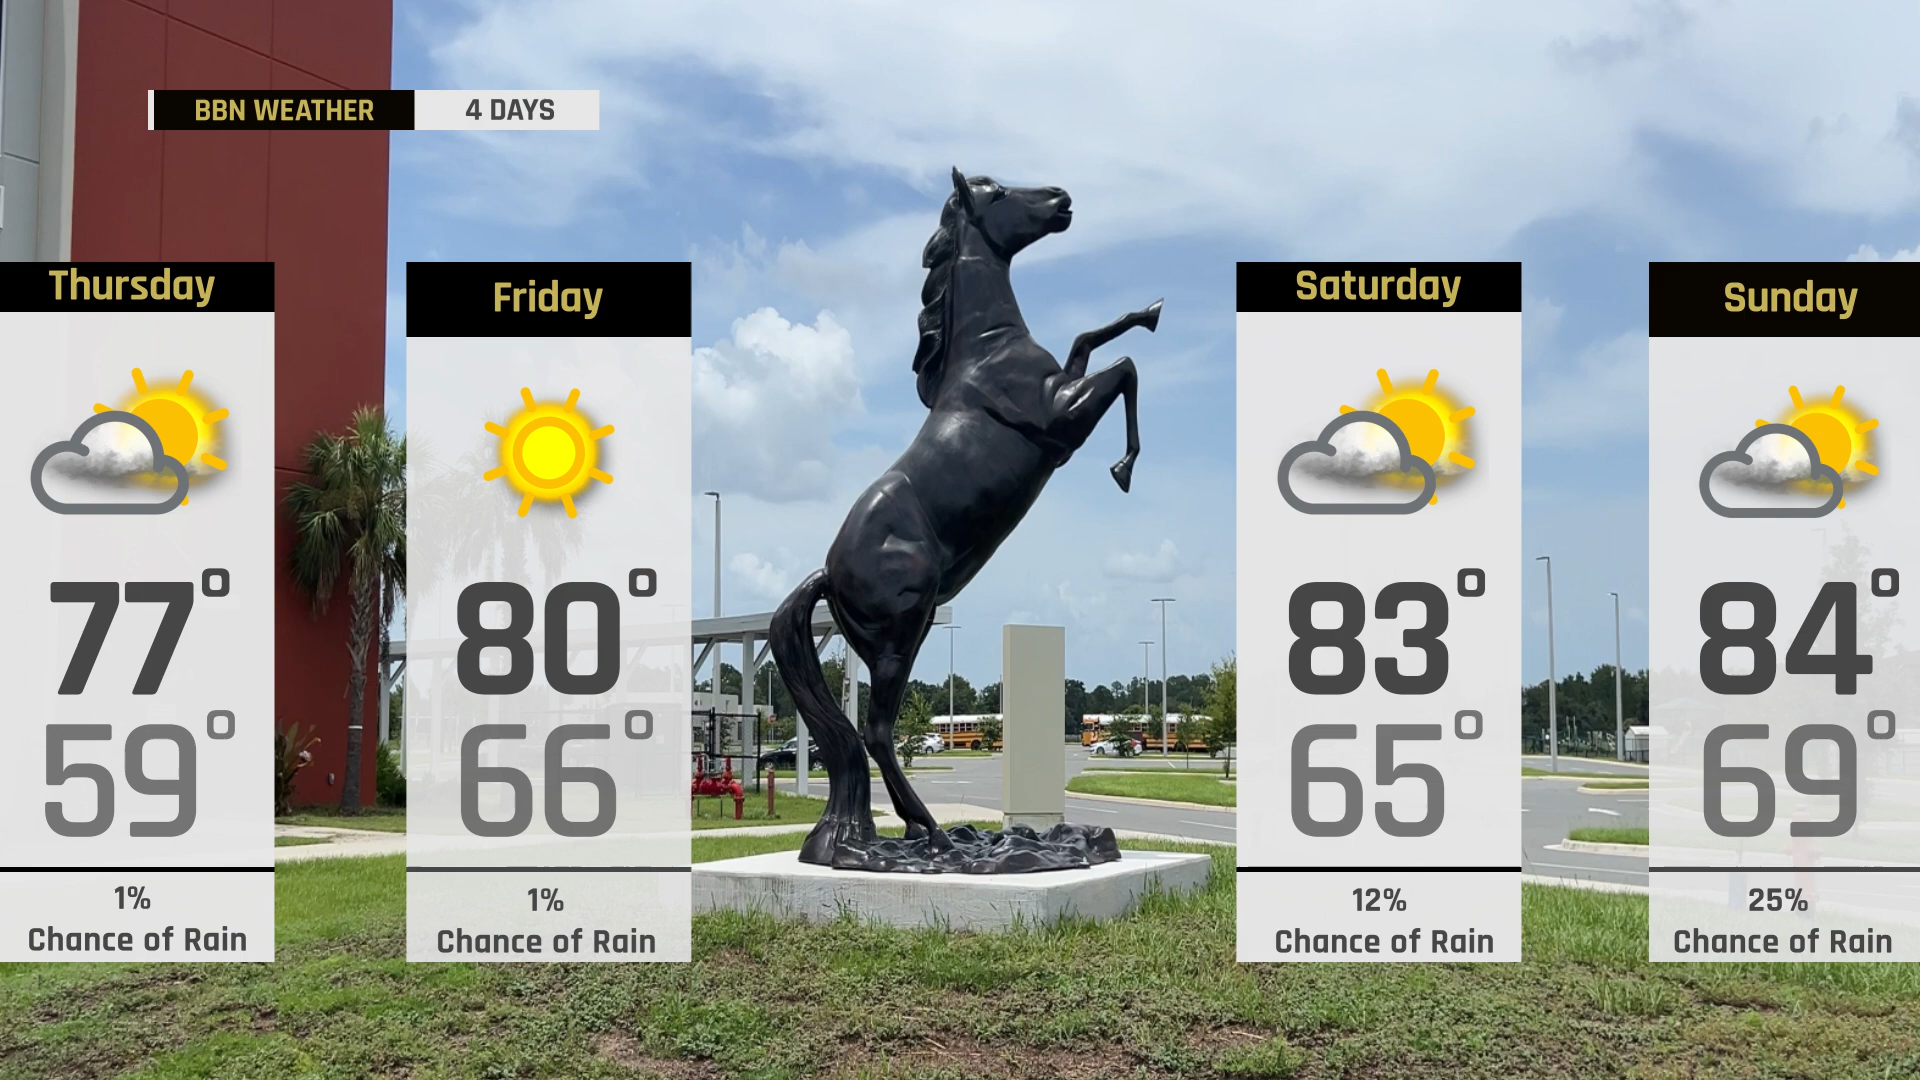 BBN WEATHER
4 DAYS
Thursday
77°
59°
1%
Chance of Rain
Friday
80°
66°
1%
Chance of Rain
Saturday
83°
65°
12%
Chance of Rain
Sunday
84°
69°
25%
Chance of Rain